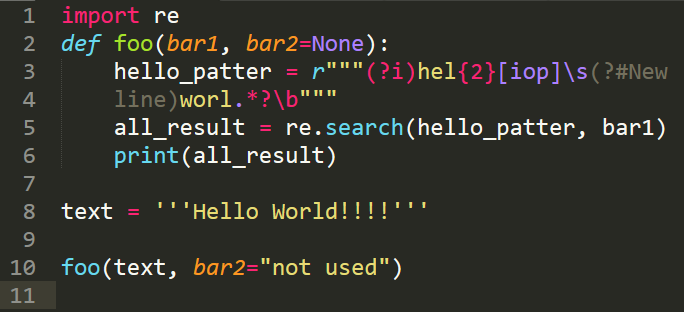 1 import re
2 def foo(bar1, bar2=None):
3     hello_patter = r"""(?i)hel{2}[iop]\s(?#New
4     line)worl.*?\b"""
5     all_result = re.search(hello_patter, bar1)
6     print(all_result)
7
8 text = '''Hello World!!!!'''
9
10 foo(text, bar2="not used")
11